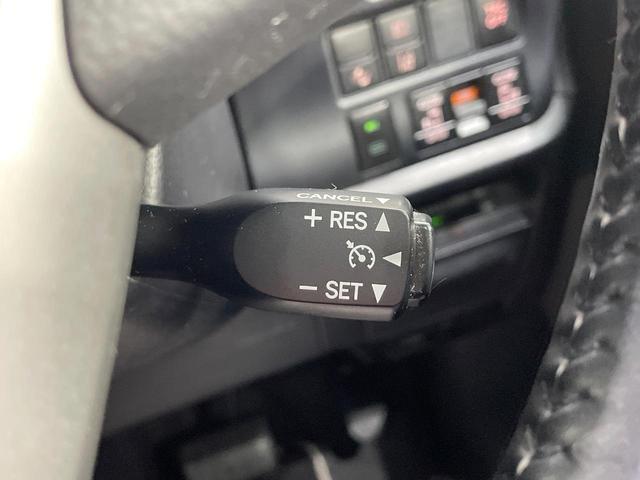 CANCEL▼
+ RES ▲
◀
− SET ▼